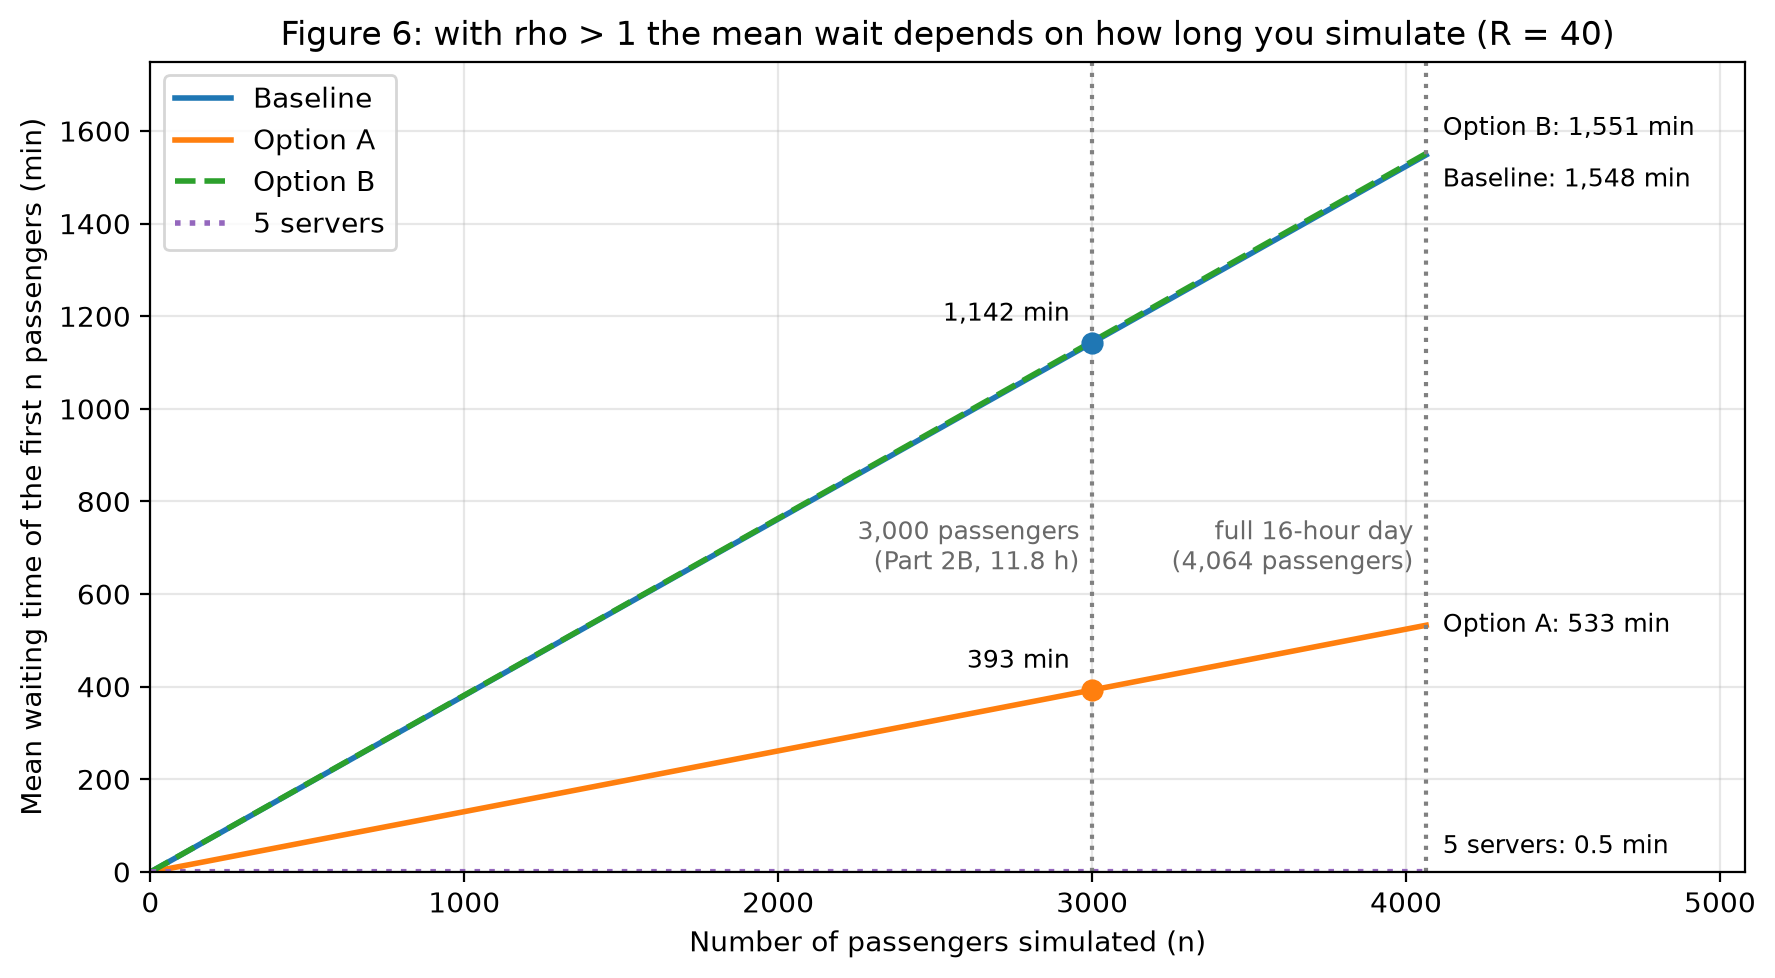 Figure 6: with rho > 1 the mean wait depends on how long you simulate (R = 40)
Mean waiting time of the first n passengers (min)
1600
1400
1200
1000
800
600
400
200
0
Baseline
Option A
Option B
5 servers
Option B: 1,551 min
Baseline: 1,548 min
1,142 min
3,000 passengers
(Part 2B, 11.8 h)
full 16-hour day
(4,064 passengers)
Option A: 533 min
393 min
5 servers: 0.5 min
0
1000
2000
3000
4000
5000
Number of passengers simulated (n)